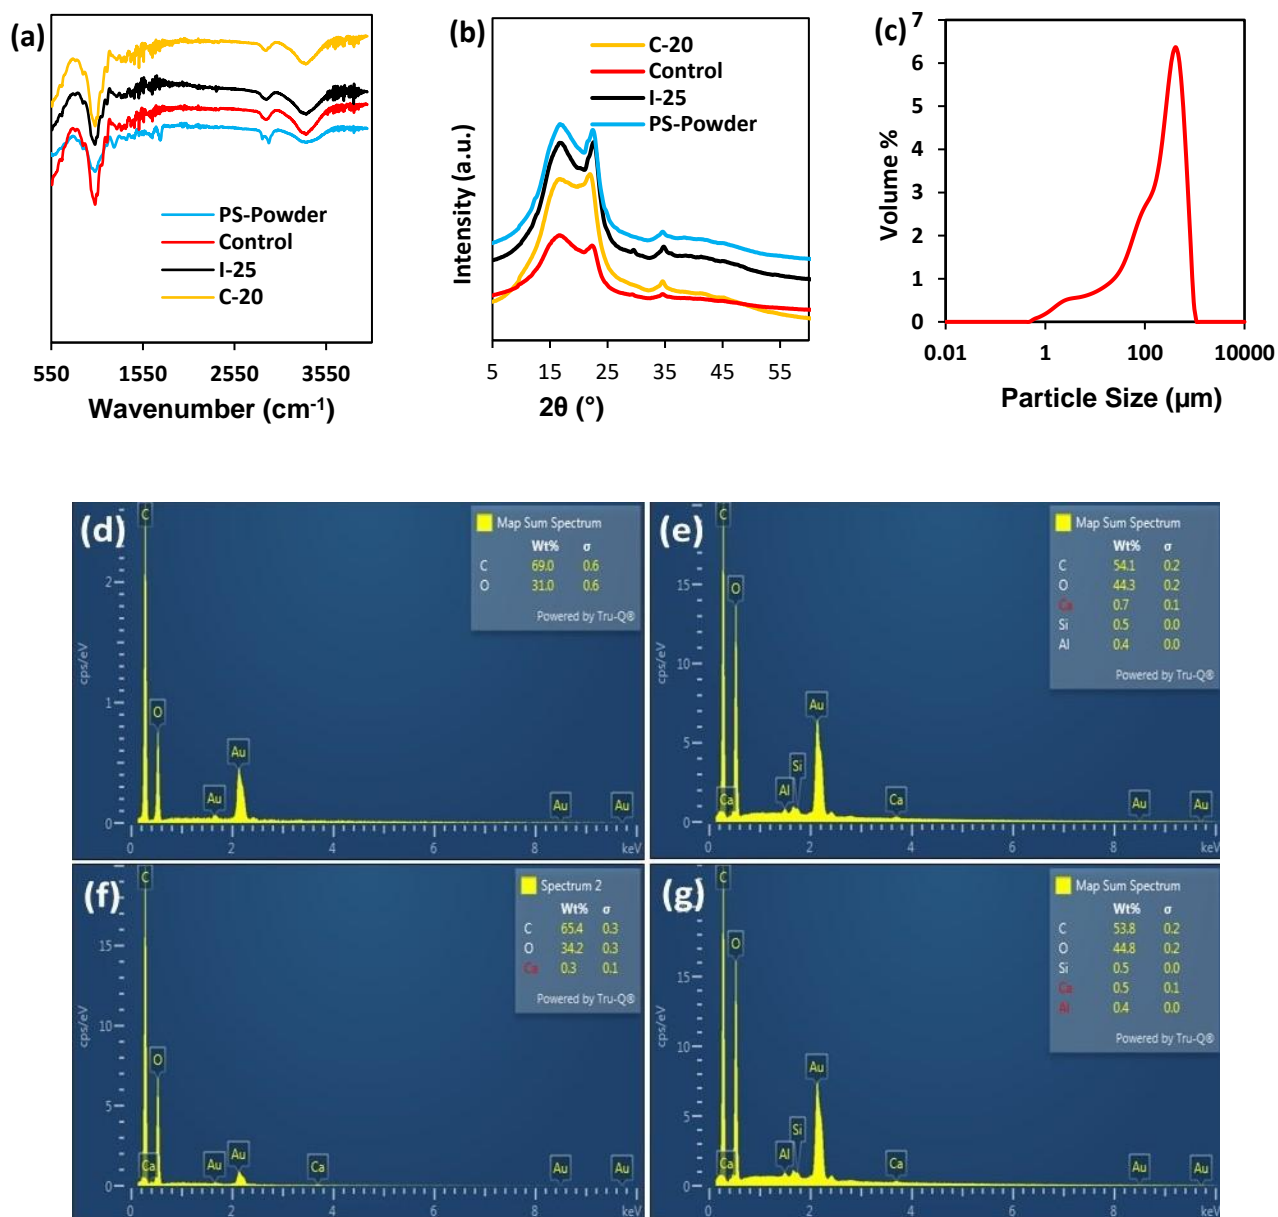 (a)
PS-Powder
Control
I-25
C-20
550 1550 2550 3550
Wavenumber (cm⁻¹)
(b)
C-20
Control
I-25
PS-Powder
Intensity (a.u.)
5 15 25 35 45 55
2θ (°)
(c)
Volume %
7
6
5
4
3
2
1
0
0.01 1 100 10000
Particle Size (µm)
(d)
Map Sum Spectrum
Wt% σ
C 69.0 0.6
O 31.0 0.6
Powered by Tru-Q®
cps/eV
2
1
0
C
O
Au
Au
Au
Au
0 2 4 6 8 keV
(e)
Map Sum Spectrum
Wt% σ
C 54.1 0.2
O 44.3 0.2
Ca 0.7 0.1
Si 0.5 0.0
Al 0.4 0.0
Powered by Tru-Q®
cps/eV
15
10
5
0
C
O
Au
Si
Al
Ca
Ca
Au
Au
0 2 4 6 8 keV
(f)
Spectrum 2
Wt% σ
C 65.4 0.3
O 34.2 0.3
Ca 0.3 0.1
Powered by Tru-Q®
cps/eV
15
10
5
0
C
O
Ca
Au
Au
Ca
Au
Au
0 2 4 6 8 keV
(g)
Map Sum Spectrum
Wt% σ
C 53.8 0.2
O 44.8 0.2
Si 0.5 0.0
Ca 0.5 0.1
Al 0.4 0.0
Powered by Tru-Q®
cps/eV
15
10
5
0
C
O
Au
Si
Al
Ca
Ca
Au
Au
0 2 4 6 8 keV